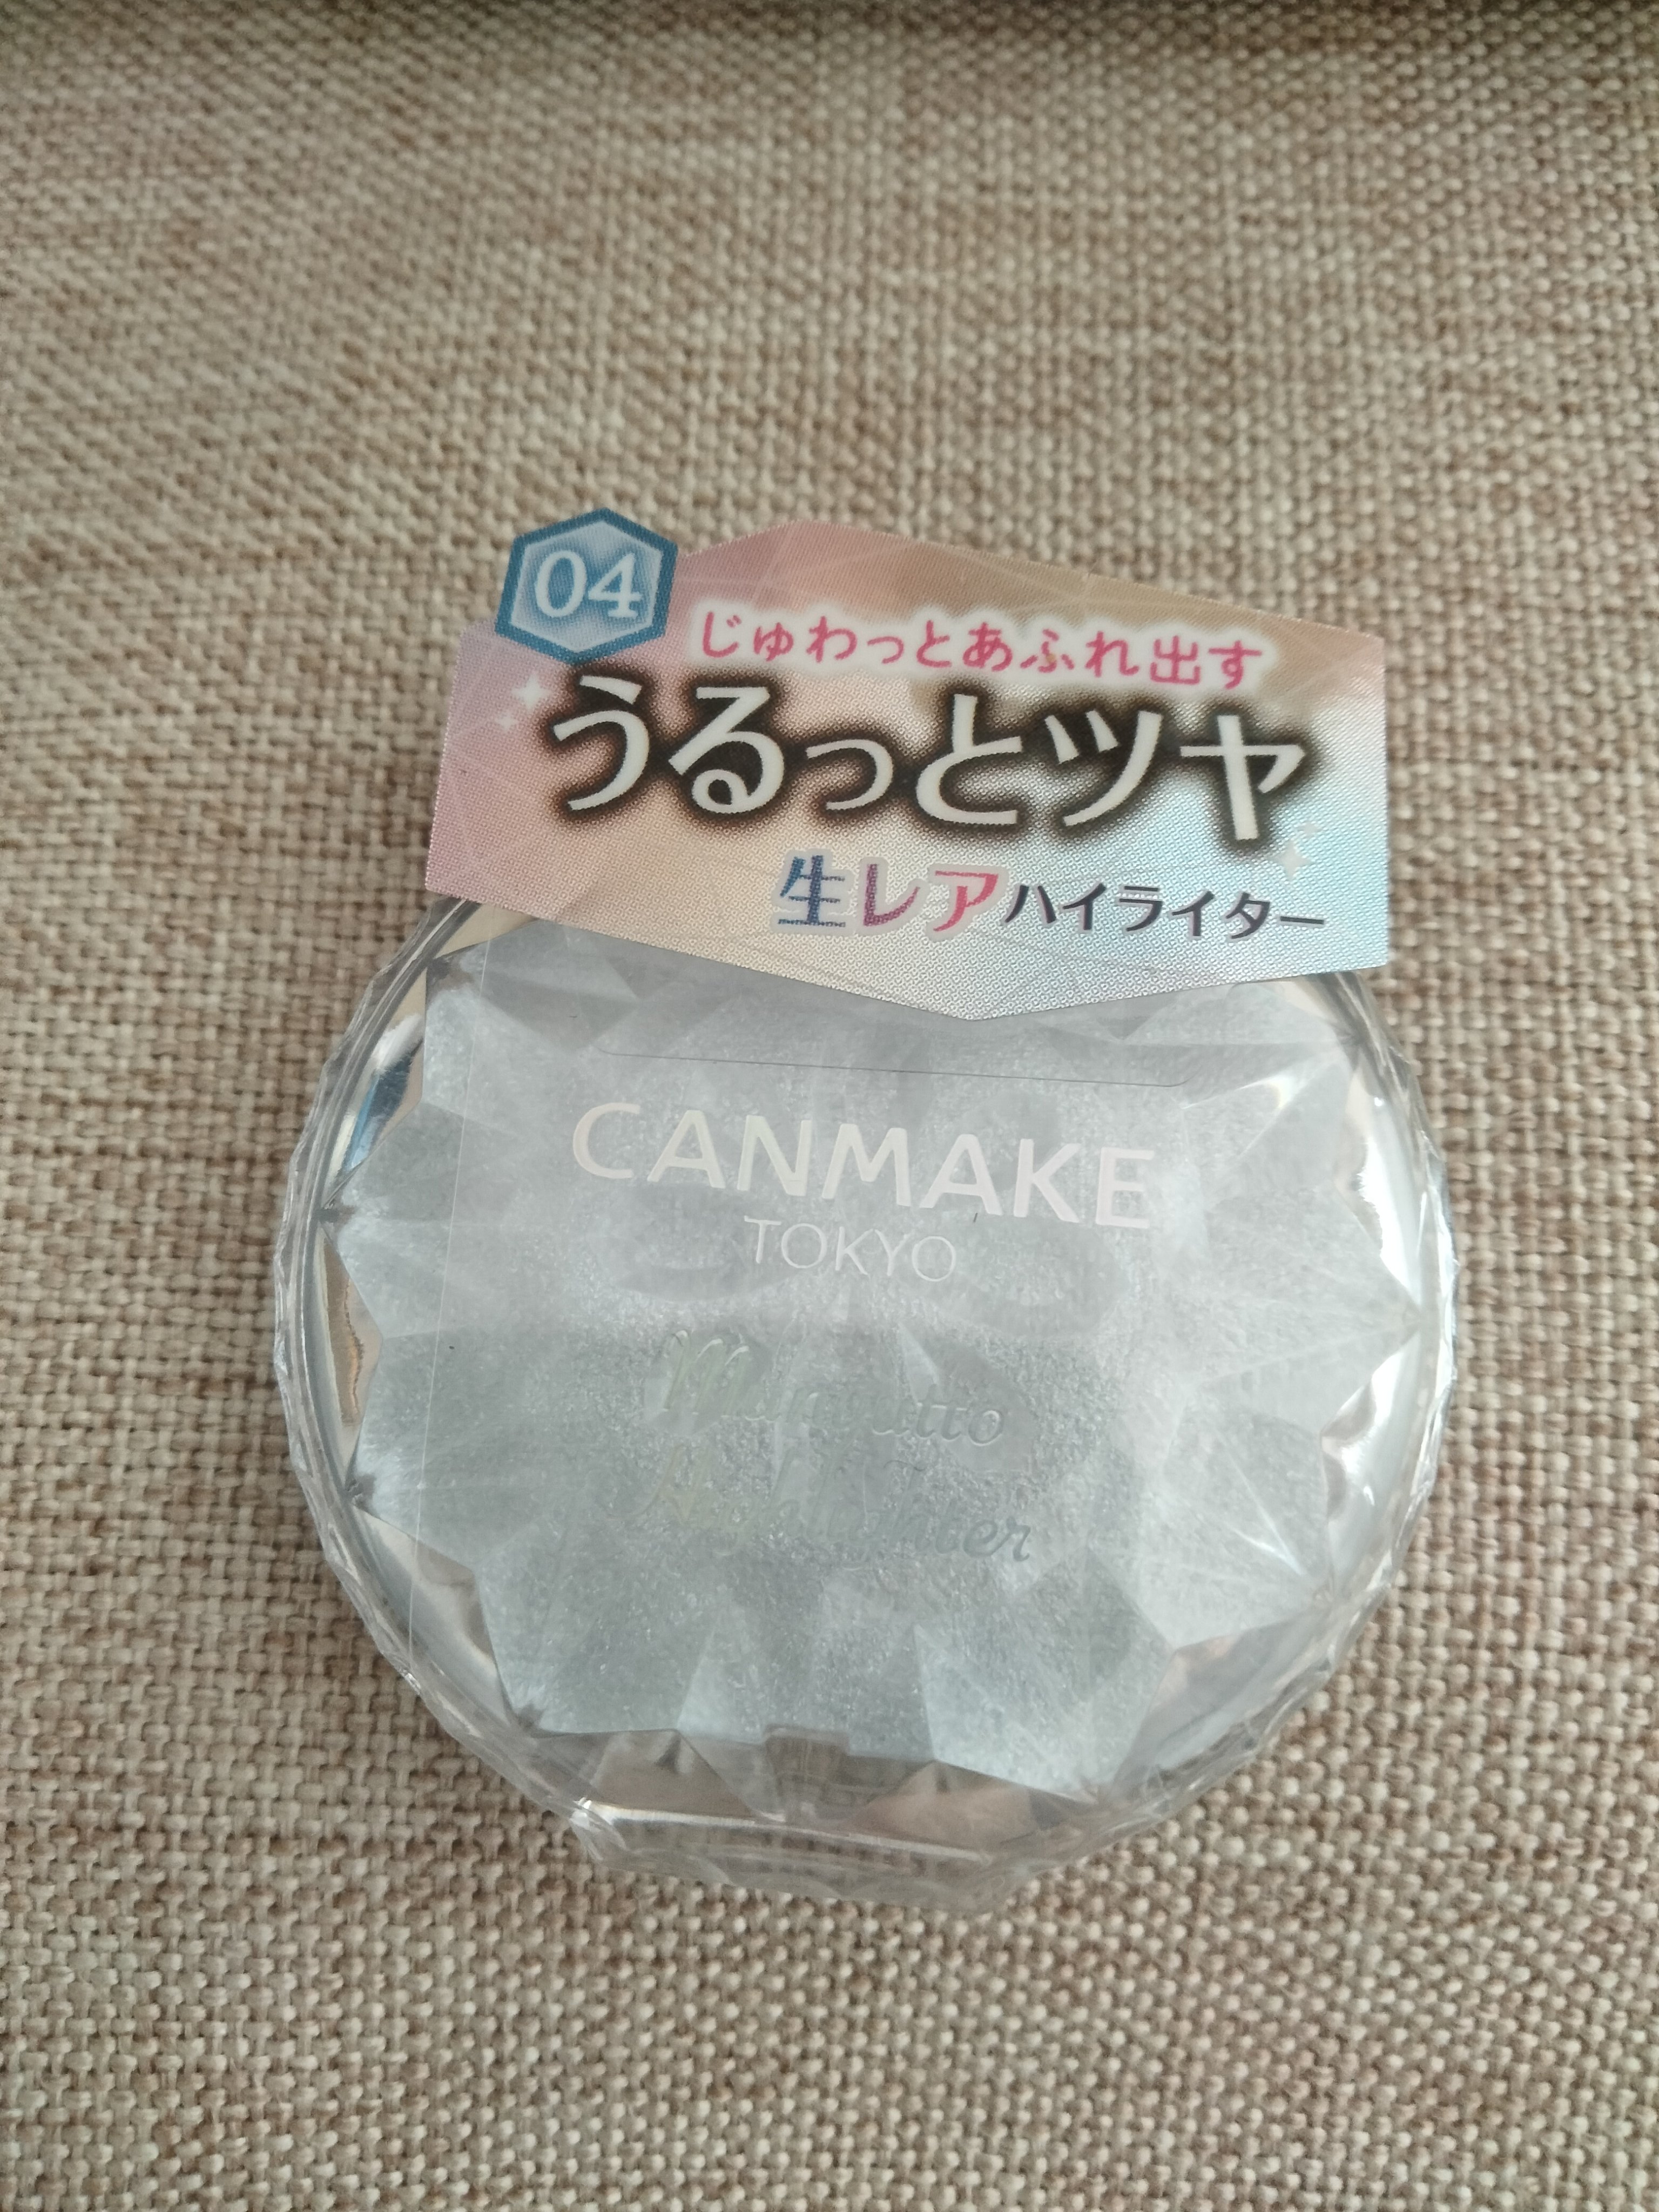 04
じゅわっとあふれ出す
うるっとツヤ
生レアハイライター
CANMAKE
TOKYO
Highlighter